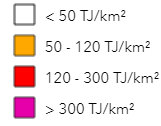 < 50 TJ/km²
50 - 120 TJ/km²
120 - 300 TJ/km²
> 300 TJ/km²